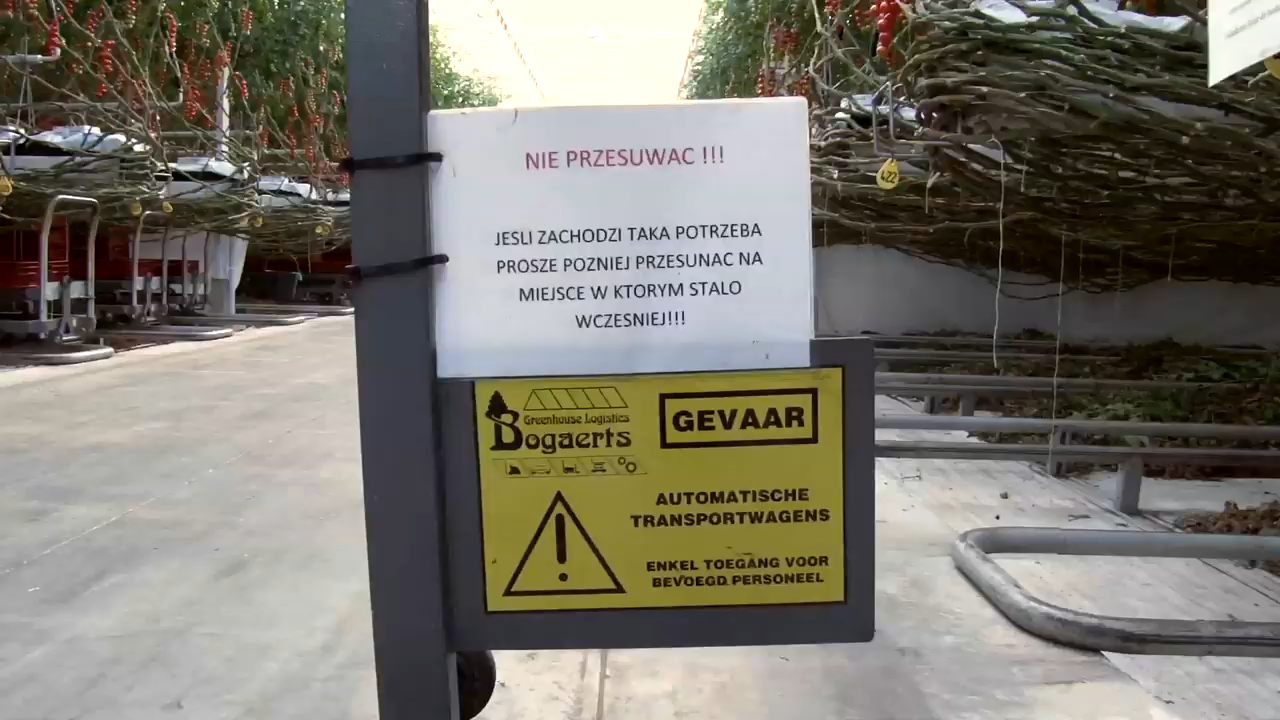 NIE PRZESUWAC !!!
JESLI ZACHODZI TAKA POTRZEBA
PROSZE POZNIEJ PRZESUNAC NA
MIEJSCE W KTORYM STALO
WCZESNIEJ!!!
422
Greenhouse Logistics
Bogaerts
GEVAAR
AUTOMATISCHE
TRANSPORTWAGENS
ENKEL TOEGANG VOOR
BEVOEGD PERSONEEL